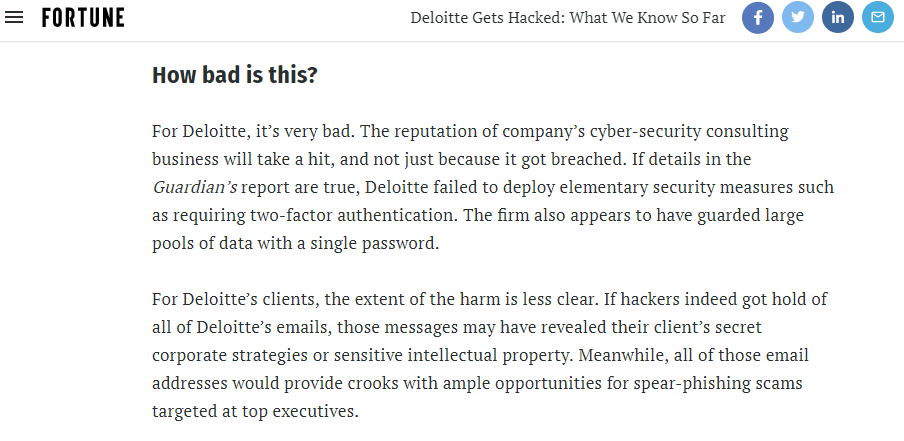 FORTUNE
Deloitte Gets Hacked: What We Know So Far
How bad is this?
For Deloitte, it’s very bad. The reputation of company’s cyber-security consulting
business will take a hit, and not just because it got breached. If details in the
Guardian’s report are true, Deloitte failed to deploy elementary security measures such
as requiring two-factor authentication. The firm also appears to have guarded large
pools of data with a single password.
For Deloitte’s clients, the extent of the harm is less clear. If hackers indeed got hold of
all of Deloitte’s emails, those messages may have revealed their client’s secret
corporate strategies or sensitive intellectual property. Meanwhile, all of those email
addresses would provide crooks with ample opportunities for spear-phishing scams
targeted at top executives.